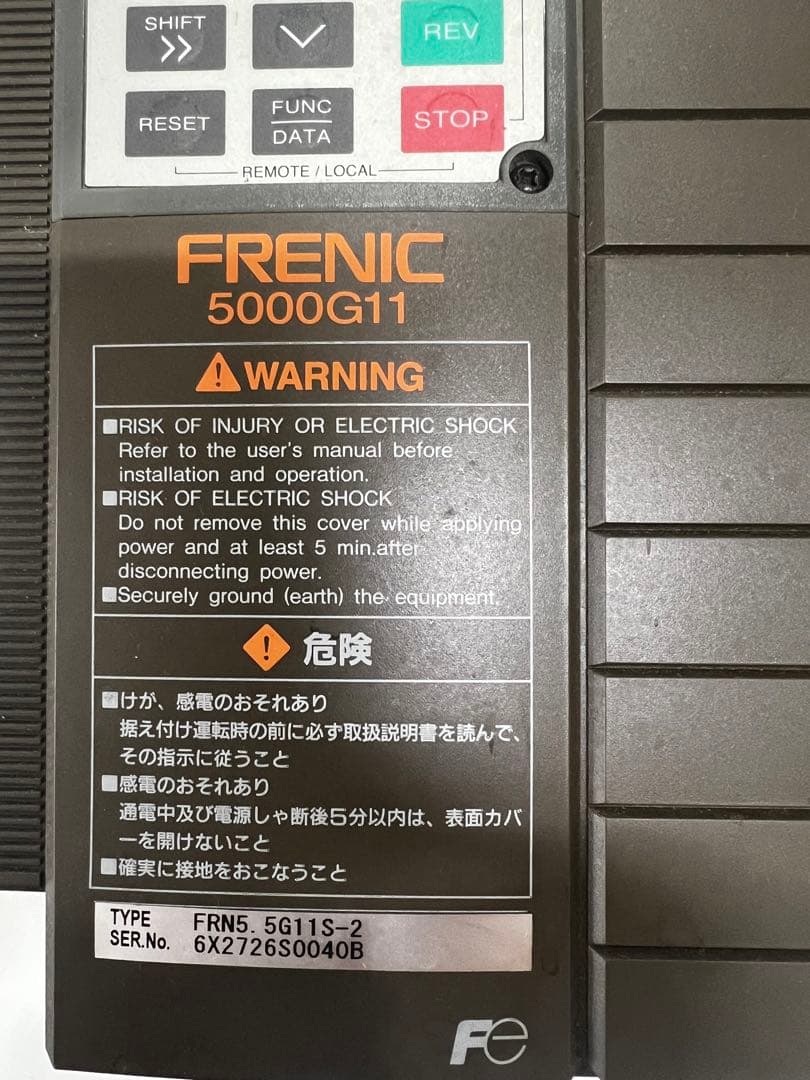 SHIFT
REV
RESET
FUNC
DATA
STOP
REMOTE / LOCAL
FRENIC
5000G11
WARNING
■RISK OF INJURY OR ELECTRIC SHOCK
Refer to the user's manual before
installation and operation.
■RISK OF ELECTRIC SHOCK
Do not remove this cover while applying
power and at least 5 min.after
disconnecting power.
■Securely ground (earth) the equipment.
危険
■けが、感電のおそれあり
据え付け運転時の前に必ず取扱説明書を読んで、
その指示に従うこと
■感電のおそれあり
通電中及び電源しゃ断後5分以内は、表面カバ
ーを開けないこと
■確実に接地をおこなうこと
TYPE FRN5.5G11S-2
SER.No. 6X2726S0040B
Fe